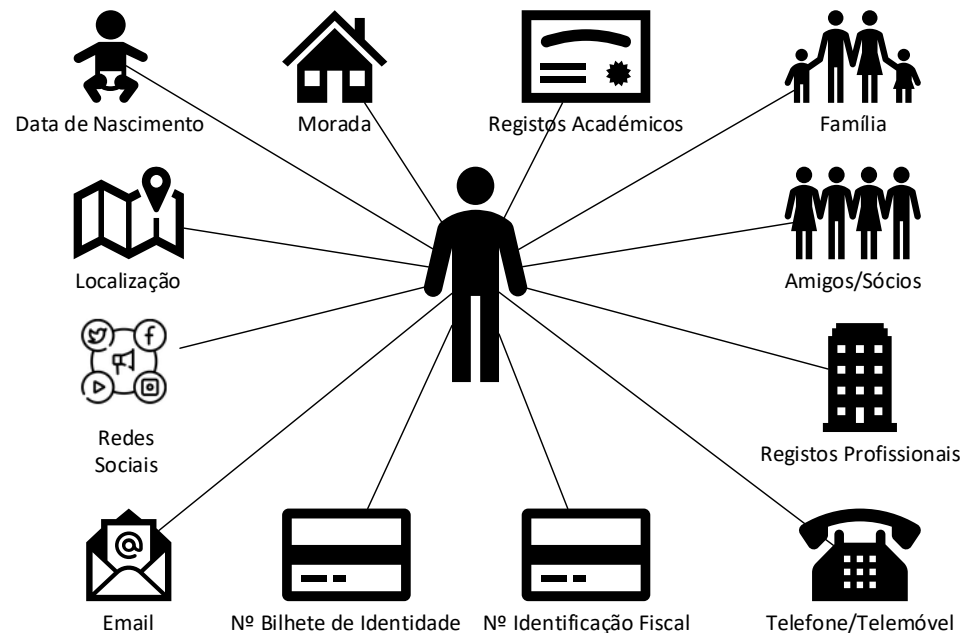 Data de Nascimento
Morada
Registos Académicos
Família
Localização
Amigos/Sócios
Redes
Sociais
Registos Profissionais
Email
Nº Bilhete de Identidade
Nº Identificação Fiscal
Telefone/Telemóvel